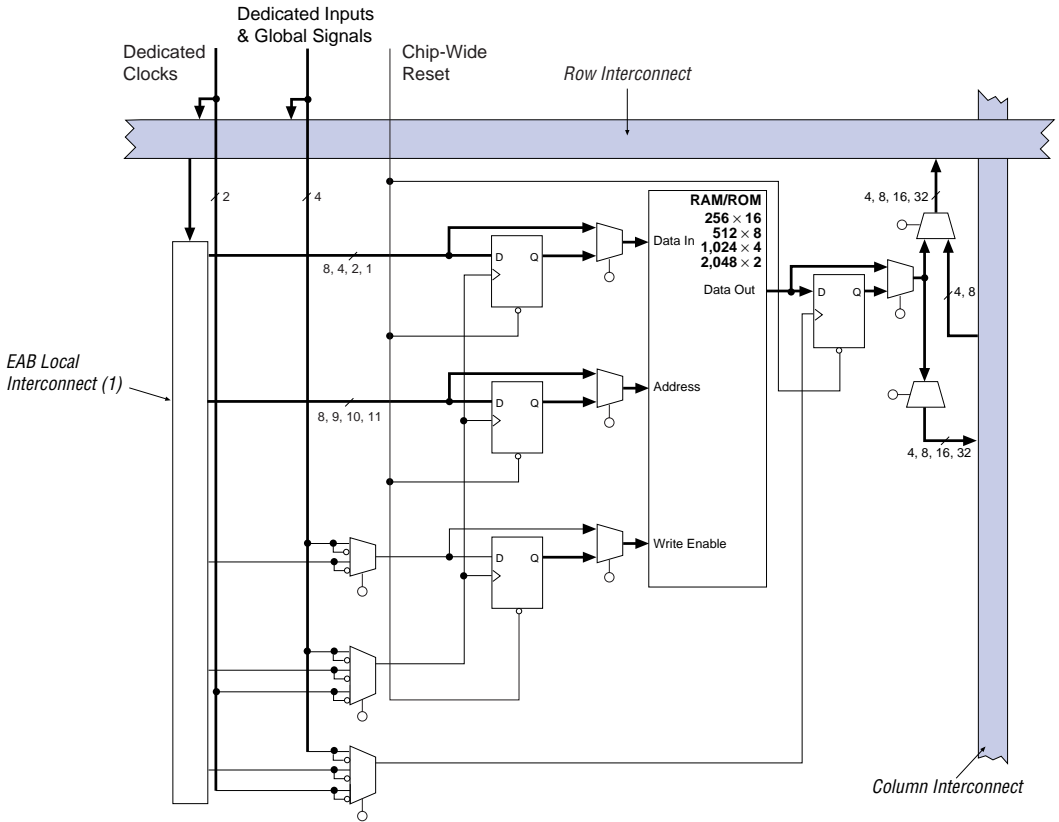 Dedicated Inputs
& Global Signals
Dedicated
Clocks
Chip-Wide
Reset
Row Interconnect
2
4
RAM/ROM
256 × 16
512 × 8
1,024 × 4
2,048 × 2
4, 8, 16, 32
Data In
D
Q
8, 4, 2, 1
Data Out
D
Q
4, 8
EAB Local
Interconnect (1)
Address
D
Q
8, 9, 10, 11
4, 8, 16, 32
Write Enable
D
Q
Column Interconnect